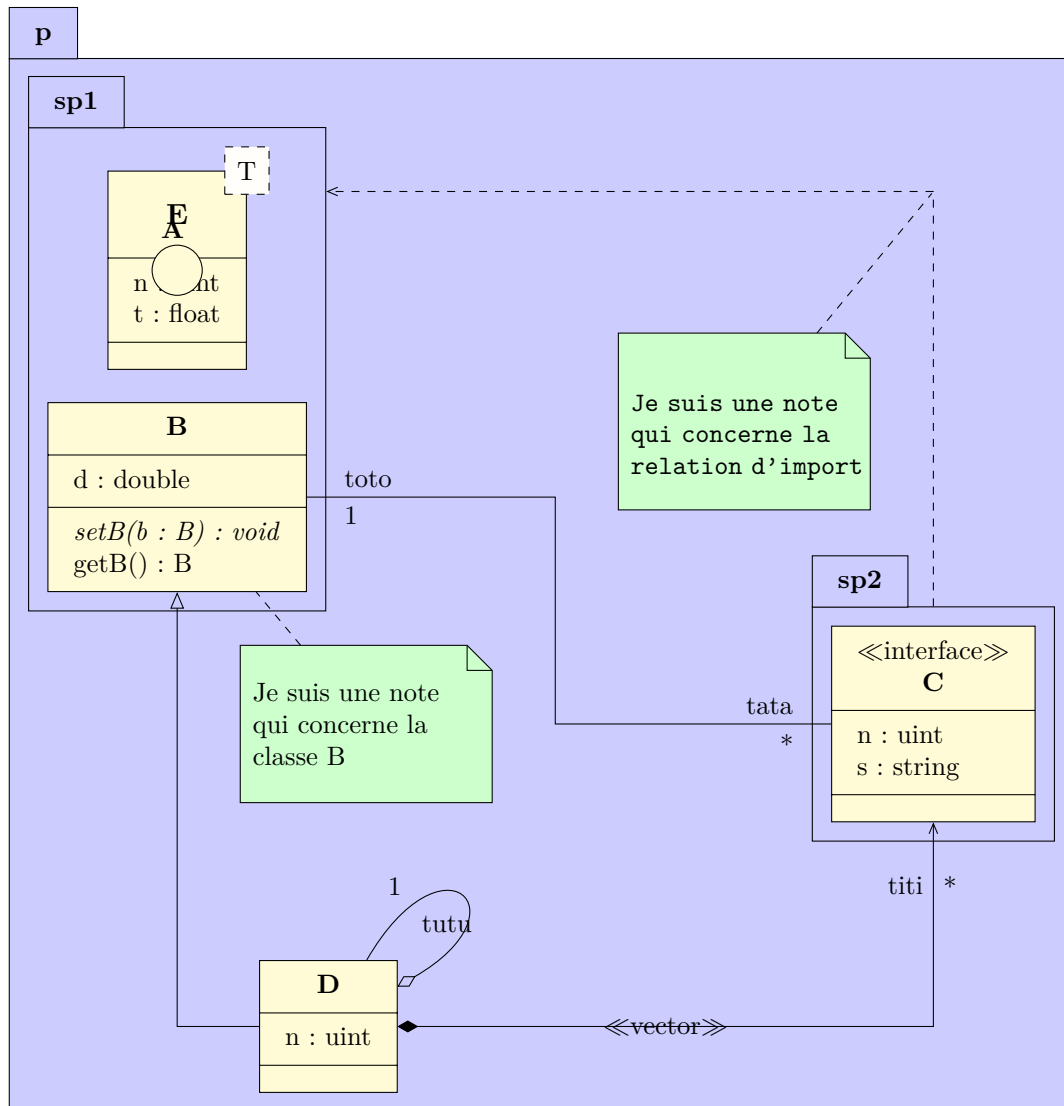 p
sp1
T
E
A
n : uint
t : float
B
d : double
setB(b : B) : void
getB() : B
toto
1
Je suis une note
qui concerne la
relation d'import
sp2
≪interface≫
C
n : uint
s : string
tata
*
Je suis une note
qui concerne la
classe B
titi *
1
tutu
D
n : uint
≪vector≫